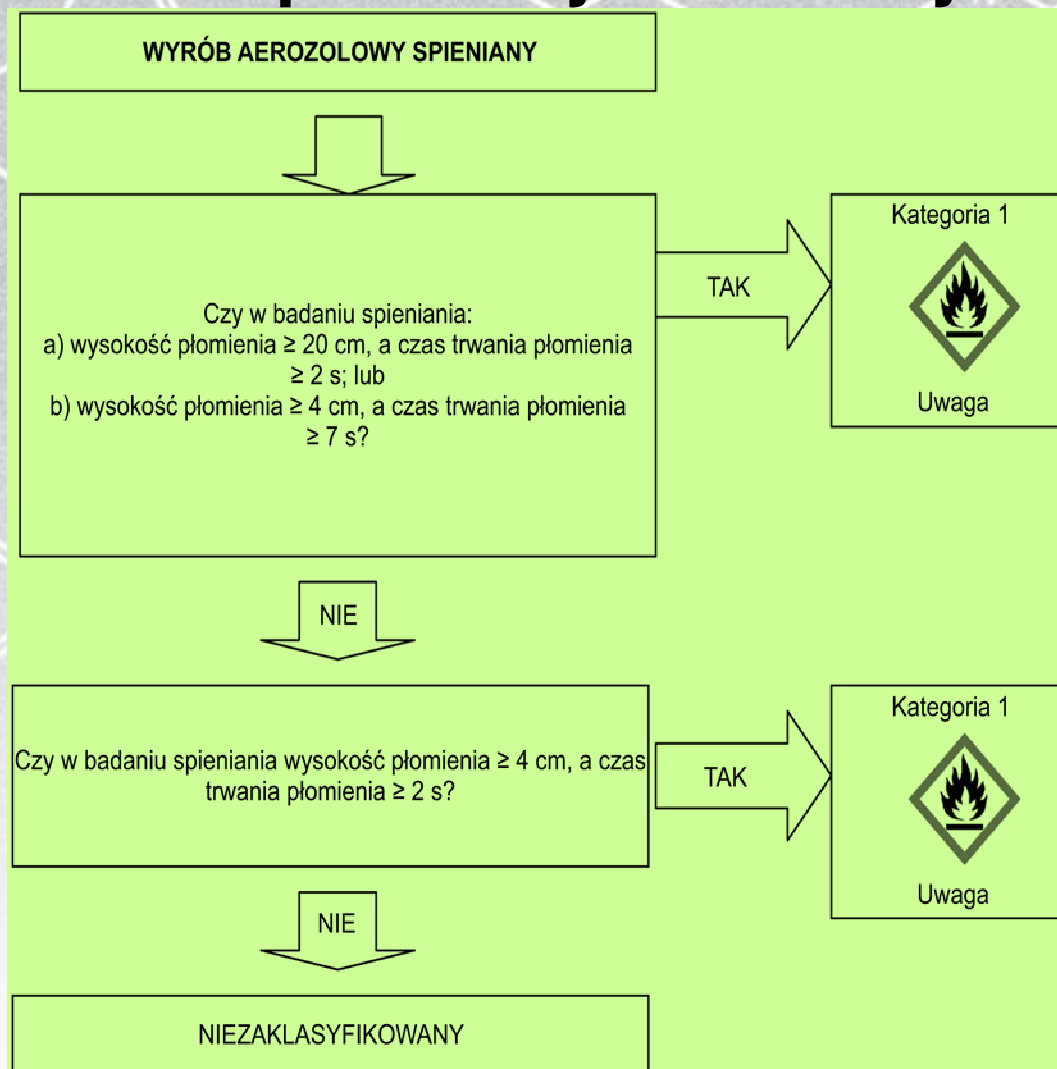 WYRÓB AEROZOLOWY SPIENIANY
Czy w badaniu spieniania:
a) wysokość płomienia ≥ 20 cm, a czas trwania płomienia
≥ 2 s; lub
b) wysokość płomienia ≥ 4 cm, a czas trwania płomienia
≥ 7 s?
TAK
Kategoria 1
Uwaga
NIE
Czy w badaniu spieniania wysokość płomienia ≥ 4 cm, a czas
trwania płomienia ≥ 2 s?
TAK
Kategoria 1
Uwaga
NIE
NIEZAKLASYFIKOWANY